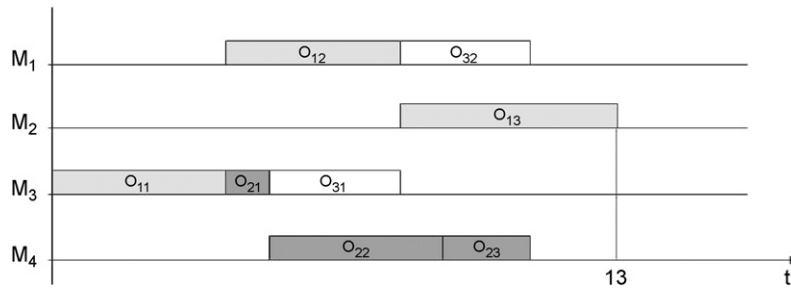 M₁ O₁₂ O₃₂
M₂ O₁₃
M₃ O₁₁ O₂₁ O₃₁
M₄ O₂₂ O₂₃
13 t